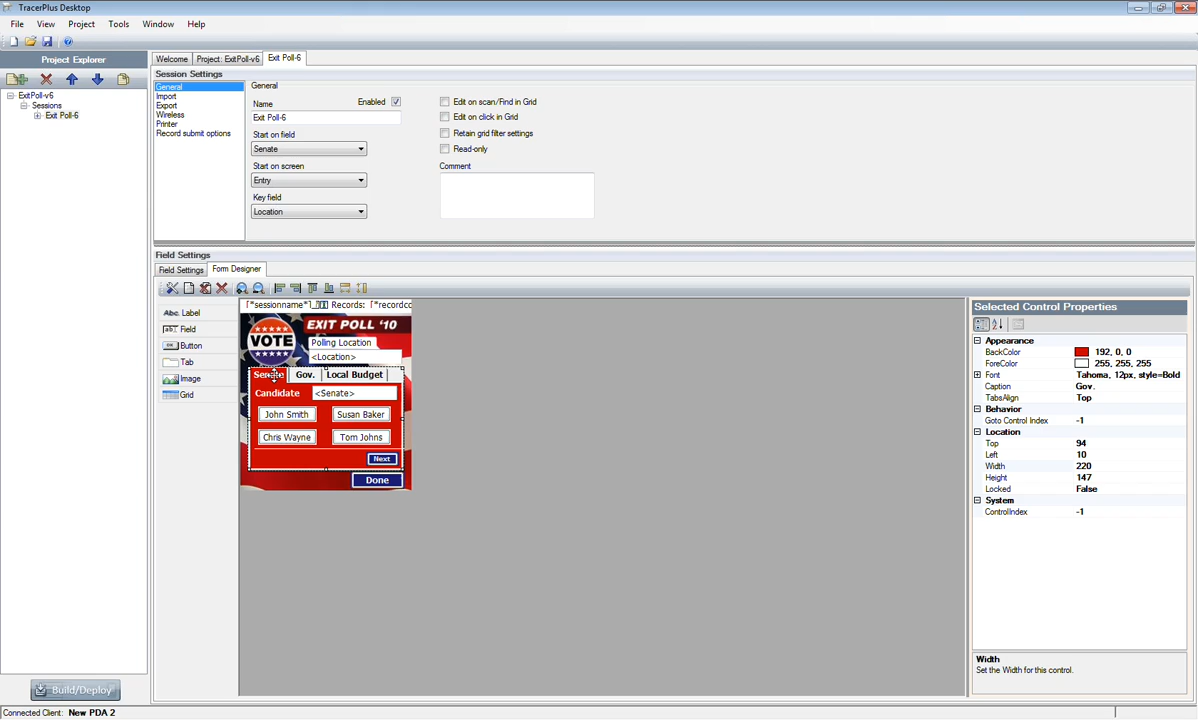 TracerPlus Desktop
File View Project Tools Window Help
Project Explorer
Welcome Project: ExitPoll-v6 Exit Poll-6
Session Settings
ExitPoll-v6
Sessions
Exit Poll-6
General
Import
Export
Wireless
Printer
Record submit options
General
Name Enabled
Exit Poll-6
Start on field
Senate
Start on screen
Entry
Key field
Location
Edit on scan/Find in Grid
Edit on click in Grid
Retain grid filter settings
Read-only
Comment
Field Settings
Field Settings Form Designer
Abc Label
abl Field
OK Button
Tab
Image
Grid
Records:
EXIT POLL '10
VOTE
Polling Location
<Location>
Senate Gov. Local Budget
Candidate <Senate>
John Smith Susan Baker
Chris Wayne Tom Johns
Next
Done
Selected Control Properties
Appearance
BackColor 192, 0, 0
ForeColor 255, 255, 255
Font Tahoma, 12px, style=Bold
Caption Gov.
TabsAlign Top
Behavior
Goto Control Index -1
Location
Top 94
Left 10
Width 220
Height 147
Locked False
System
ControlIndex -1
Width
Set the Width for this control.
Build/Deploy
Connected Client: New PDA 2